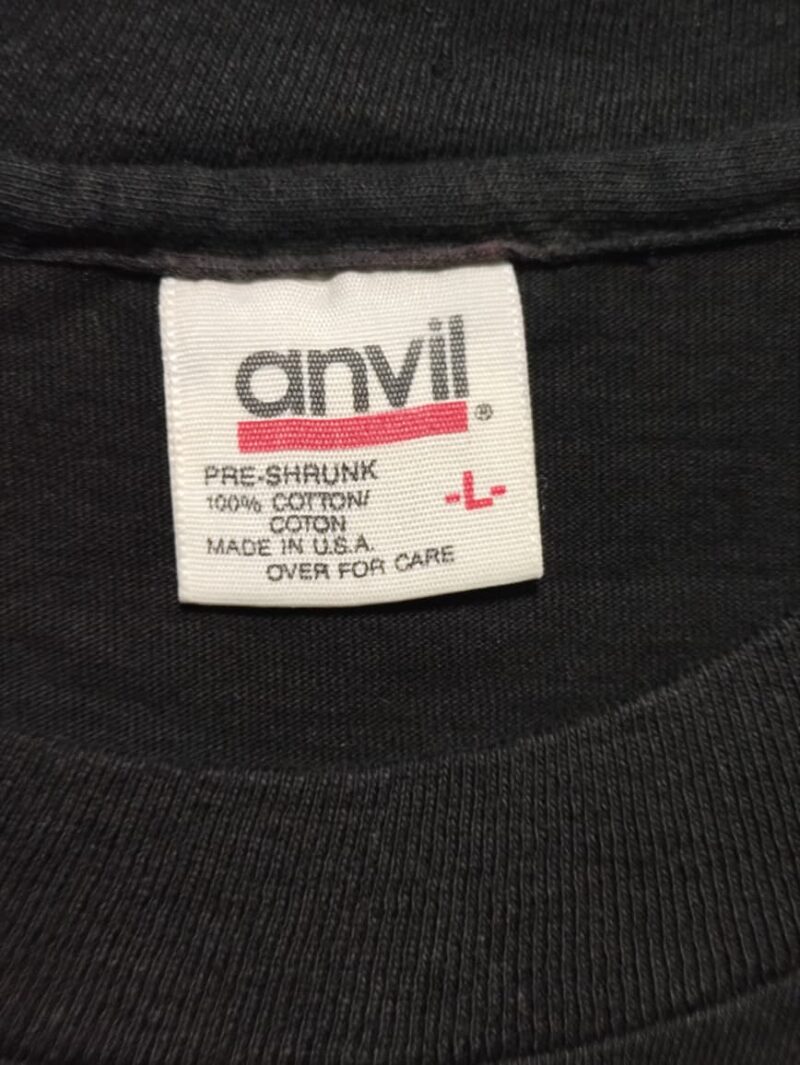 anvil®
PRE-SHRUNK
100% COTTON/
COTON
-L-
MADE IN U.S.A.
OVER FOR CARE